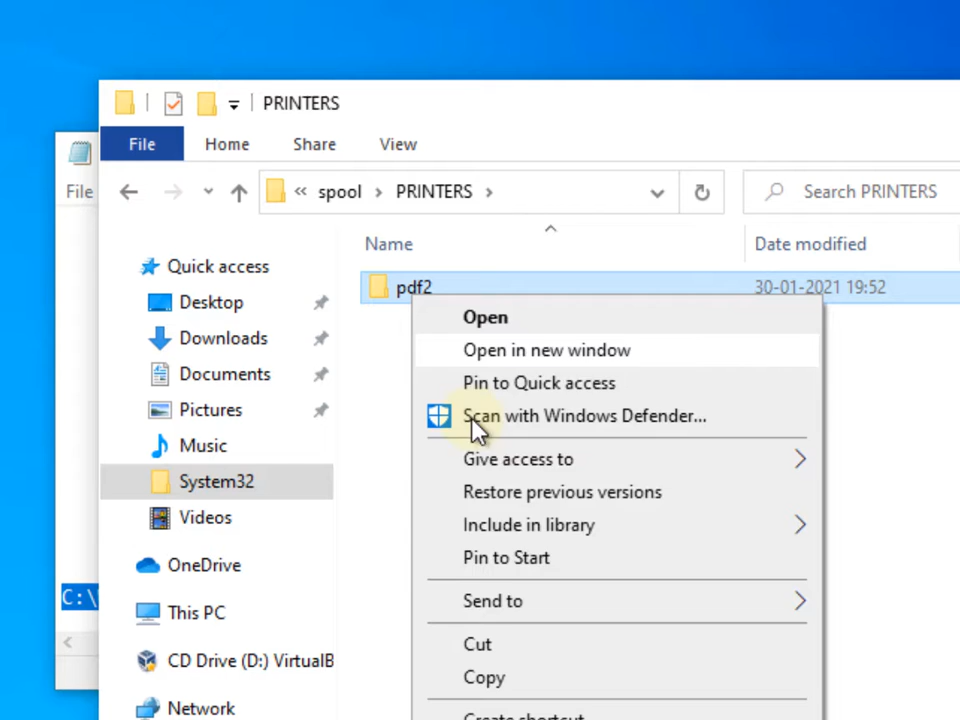 PRINTERS
File Home Share View
File
« spool › PRINTERS ›
Search PRINTERS
Name
Date modified
Quick access
pdf2
30-01-2021 19:52
Desktop
Downloads
Documents
Pictures
Music
System32
Videos
OneDrive
This PC
CD Drive (D:) VirtualB
Network
C:\
Open
Open in new window
Pin to Quick access
Scan with Windows Defender...
Give access to
Restore previous versions
Include in library
Pin to Start
Send to
Cut
Copy
Create shortcut